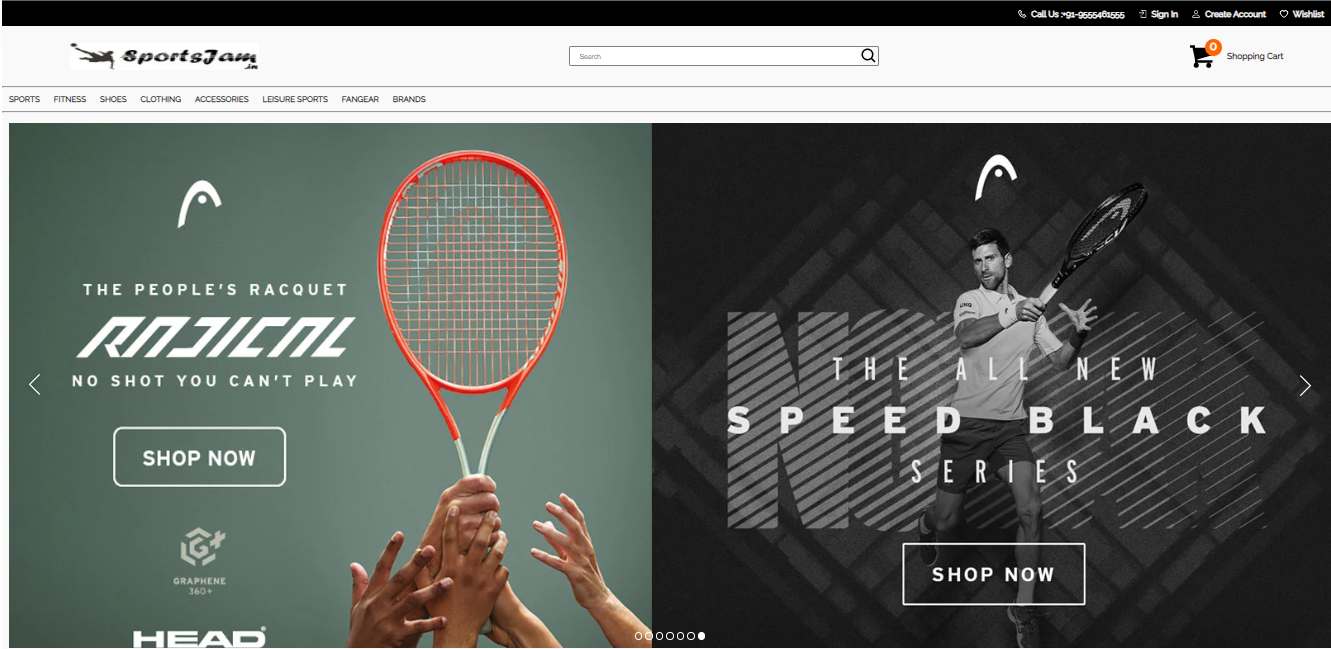 Call Us :+91-9555461555 Sign In Create Account Wishlist
SportsJam
.in
Search
0
Shopping Cart
SPORTS FITNESS SHOES CLOTHING ACCESSORIES LEISURE SPORTS FANGEAR BRANDS
THE PEOPLE'S RACQUET
RADICAL
NO SHOT YOU CAN'T PLAY
SHOP NOW
G+
GRAPHENE
360+
HEAD®
THE ALL NEW
SPEED BLACK
SERIES
SHOP NOW